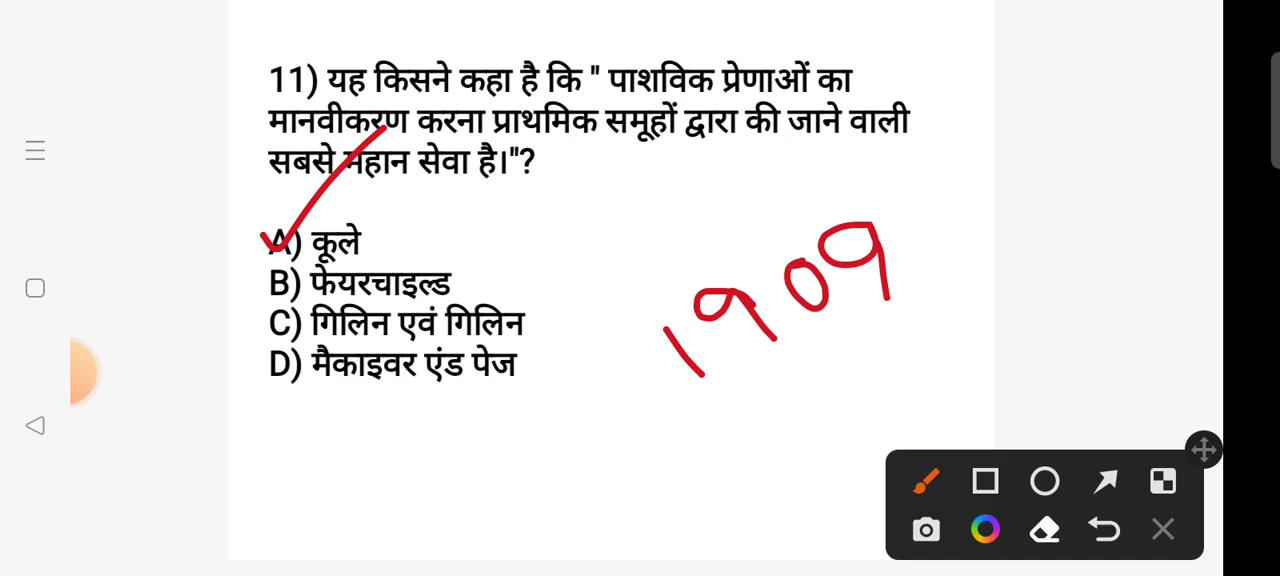 11) यह किसने कहा है कि " पाशविक प्रेणाओं का
मानवीकरण करना प्राथमिक समूहों द्वारा की जाने वाली
सबसे महान सेवा है।"?
A) कूले
B) फेयरचाइल्ड
C) गिलिन एवं गिलिन
D) मैकाइवर एंड पेज
1909